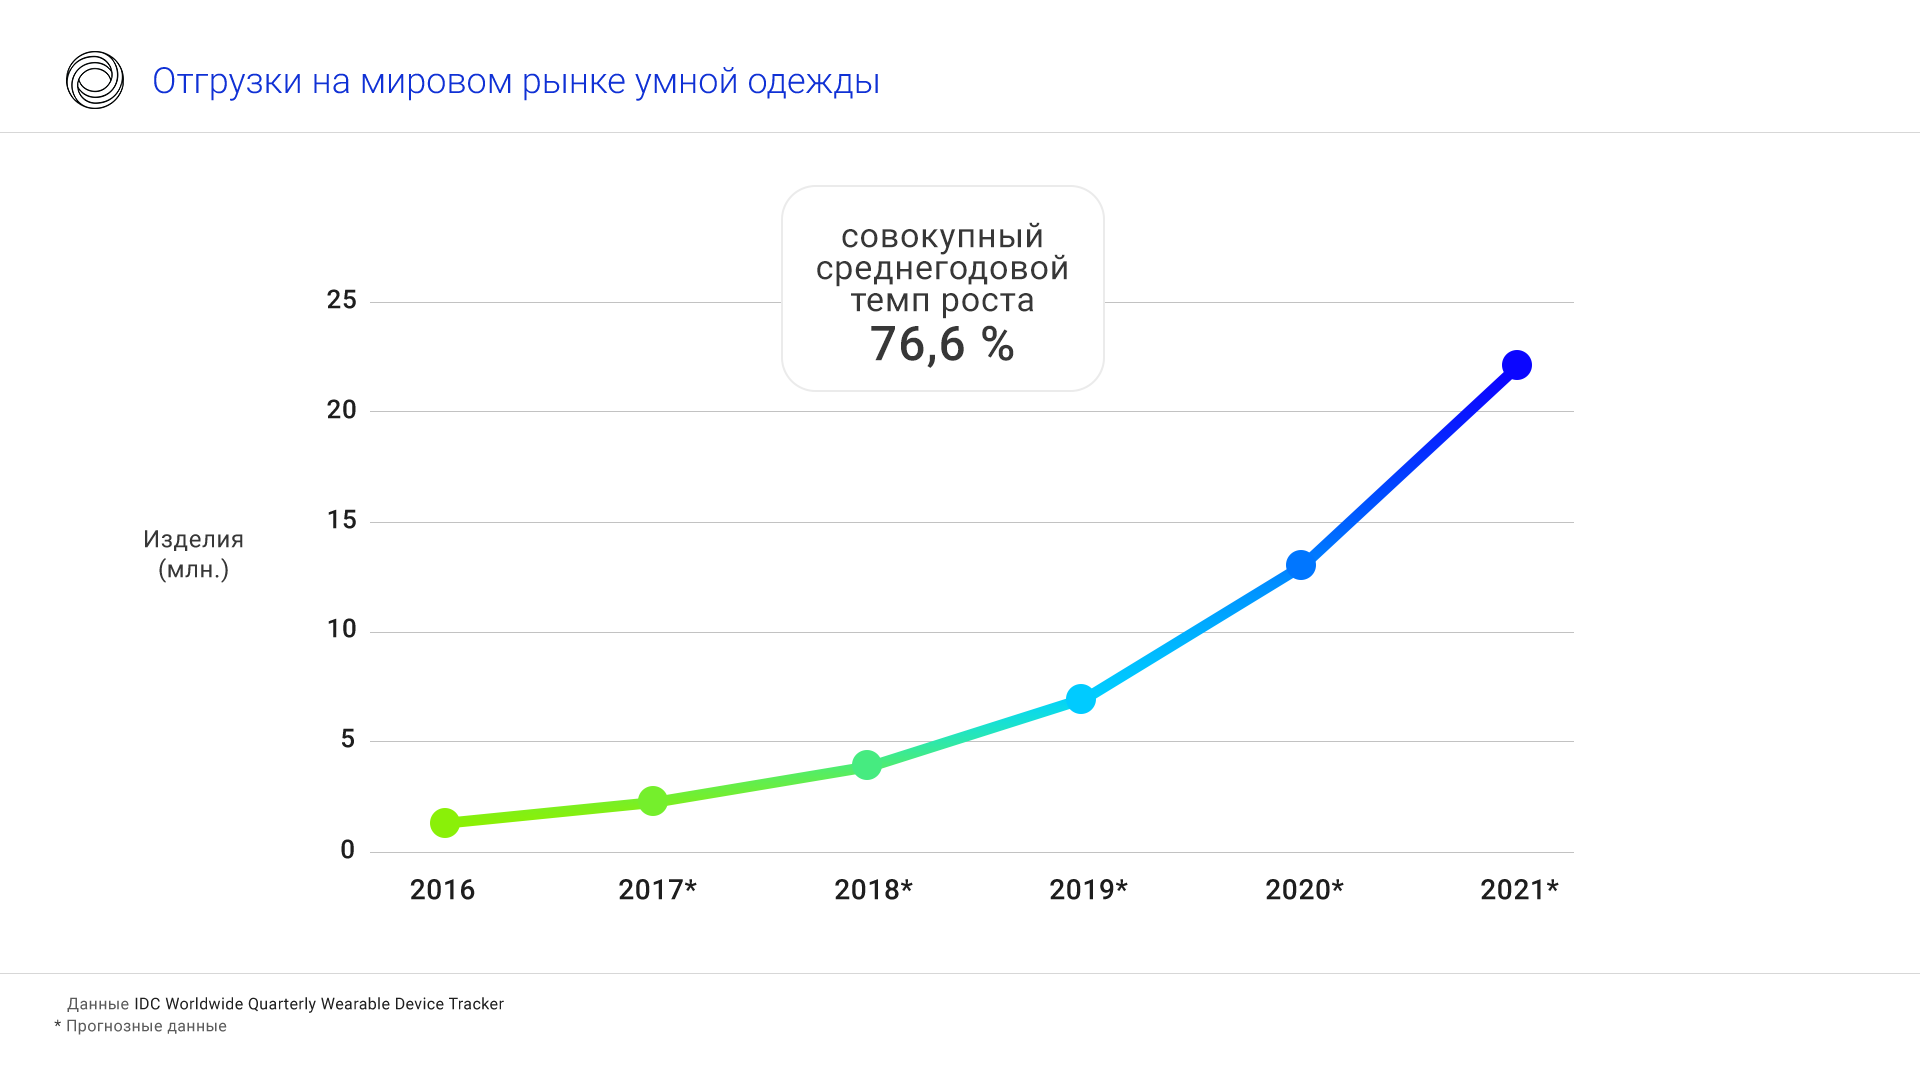 Отгрузки на мировом рынке умной одежды
совокупный
среднегодовой
темп роста
76,6 %
25
20
15
10
5
0
Изделия
(млн.)
2016
2017*
2018*
2019*
2020*
2021*
Данные IDC Worldwide Quarterly Wearable Device Tracker
* Прогнозные данные